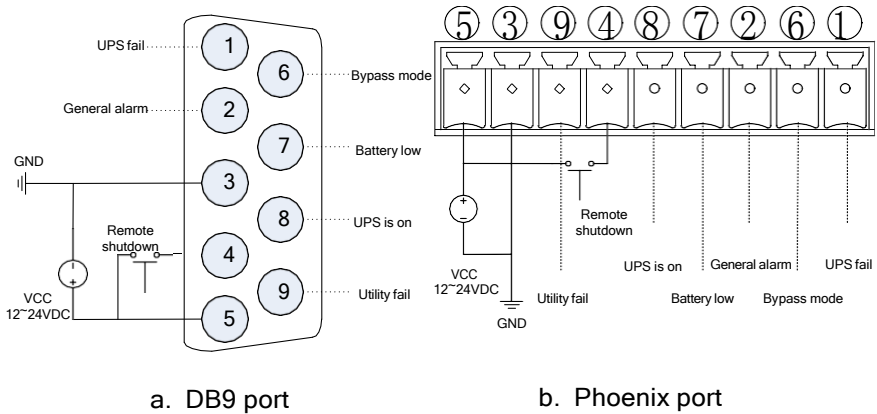 UPS fail
1
6
Bypass mode
General alarm
2
7
Battery low
GND
3
8
UPS is on
Remote
shutdown
4
9
Utility fail
VCC
12~24VDC
5
+
a. DB9 port
5 3 9 4 8 7 2 6 1
+
Remote
shutdown
VCC
12~24VDC
GND
Utility fail
UPS is on
Battery low
General alarm
Bypass mode
UPS fail
b. Phoenix port